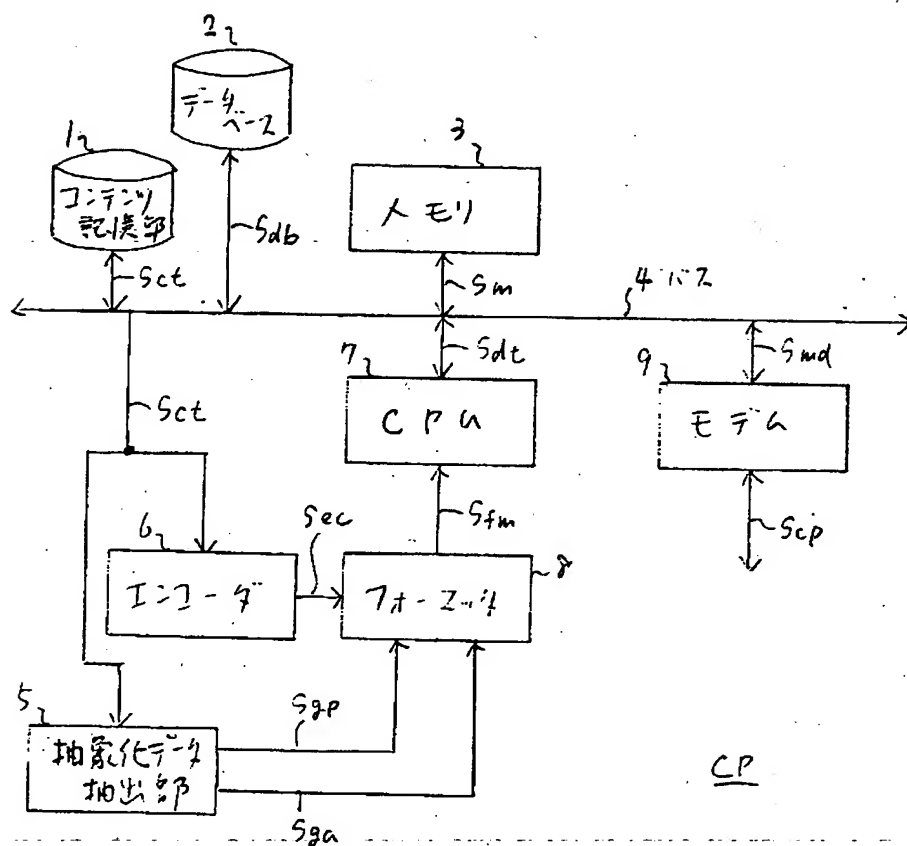 2
データ
ベース
1
コンテンツ
記憶部
3
メモリ
Sdb
Sct
Sm
4 バス
7
Sdt
9
Smd
Sct
CPU
モデム
6
Sec
Sfm
Scp
8
エンコーダ
フォーマッタ
5
Sgp
抽象化データ
抽出部
CP
Sga